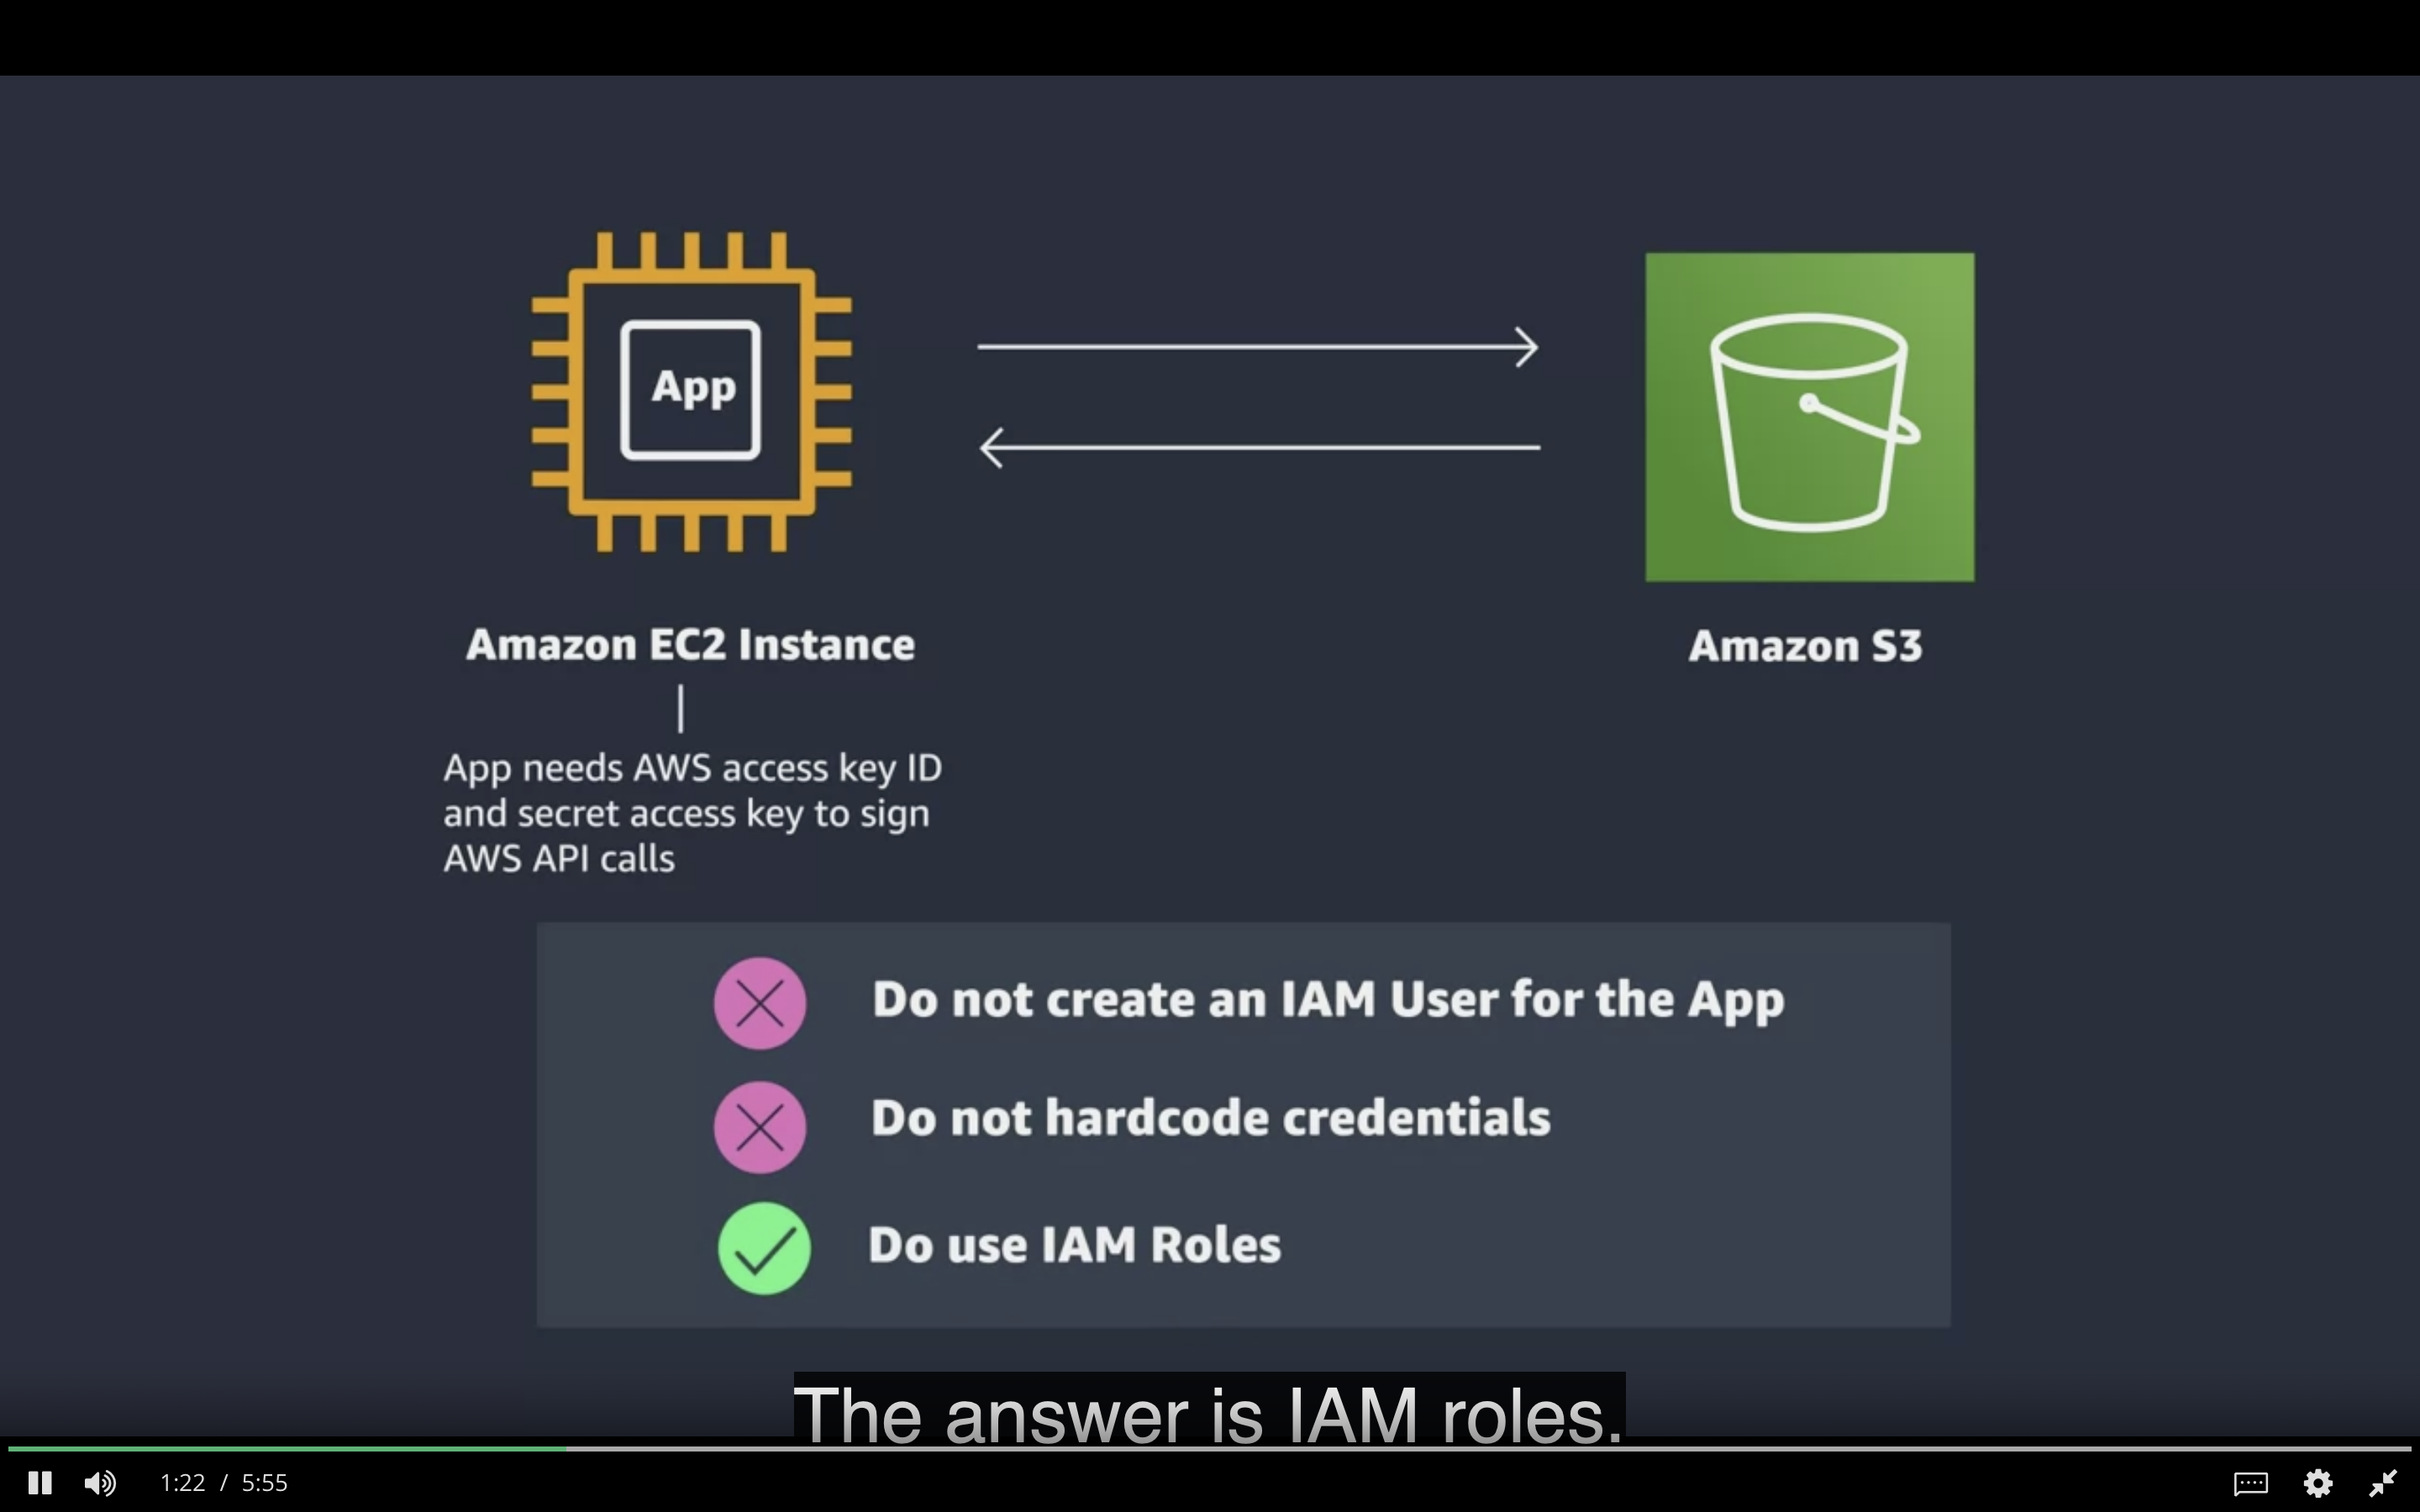 App
Amazon EC2 Instance
Amazon S3
App needs AWS access key ID
and secret access key to sign
AWS API calls
Do not create an IAM User for the App
Do not hardcode credentials
Do use IAM Roles
The answer is IAM roles.
1:22 / 5:55